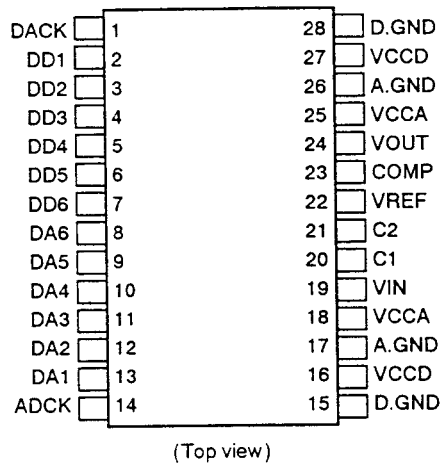 DACK 1 28 D.GND
DD1 2 27 VCCD
DD2 3 26 A.GND
DD3 4 25 VCCA
DD4 5 24 VOUT
DD5 6 23 COMP
DD6 7 22 VREF
DA6 8 21 C2
DA5 9 20 C1
DA4 10 19 VIN
DA3 11 18 VCCA
DA2 12 17 A.GND
DA1 13 16 VCCD
ADCK 14 15 D.GND
(Top view)